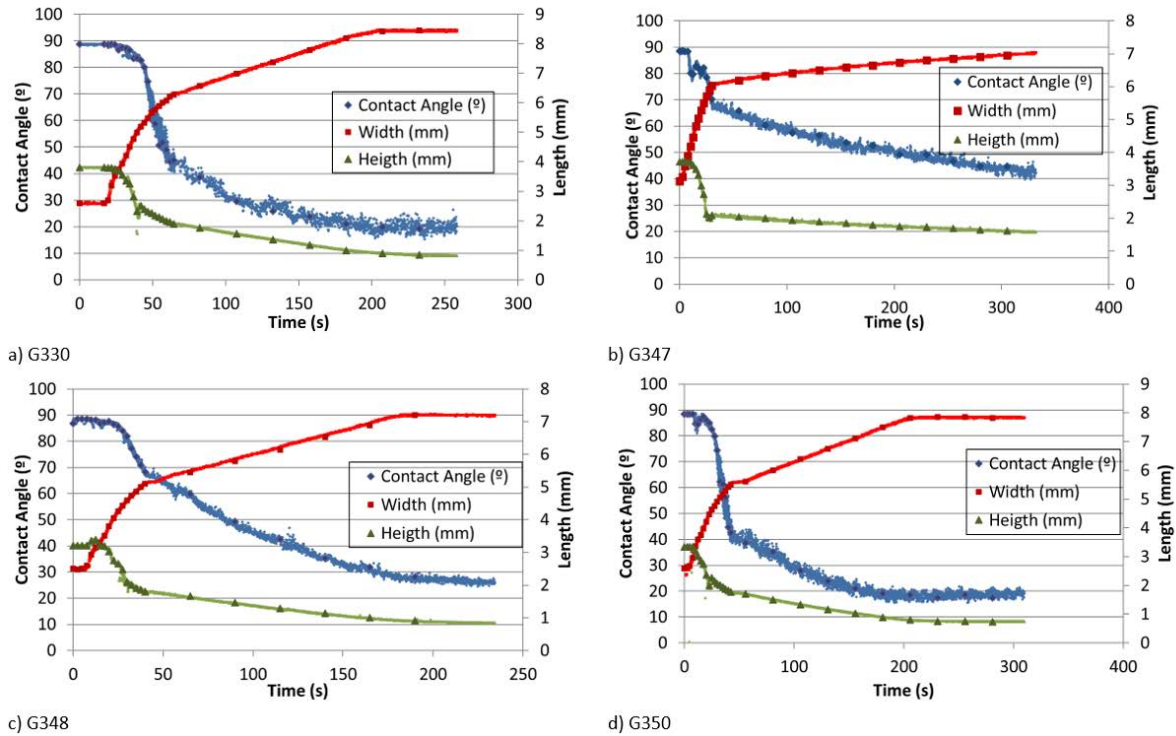 100
90
80
70
60
50
40
30
20
10
0
Contact Angle (º)
9
8
7
6
5
4
3
2
1
0
Length (mm)
Contact Angle (º)
Width (mm)
Heigth (mm)
0 50 100 150 200 250 300
Time (s)
a) G330
100
90
80
70
60
50
40
30
20
10
0
Contact Angle (º)
8
7
6
5
4
3
2
1
0
Length (mm)
Contact Angle (º)
Width (mm)
Heigth (mm)
0 100 200 300 400
Time (s)
b) G347
100
90
80
70
60
50
40
30
20
10
0
Contact Angle (º)
8
7
6
5
4
3
2
1
0
Length (mm)
Contact Angle (º)
Width (mm)
Heigth (mm)
0 50 100 150 200 250
Time (s)
c) G348
100
90
80
70
60
50
40
30
20
10
0
Contact Angle (º)
9
8
7
6
5
4
3
2
1
0
Length (mm)
Contact Angle (º)
Width (mm)
Heigth (mm)
0 100 200 300 400
Time (s)
d) G350